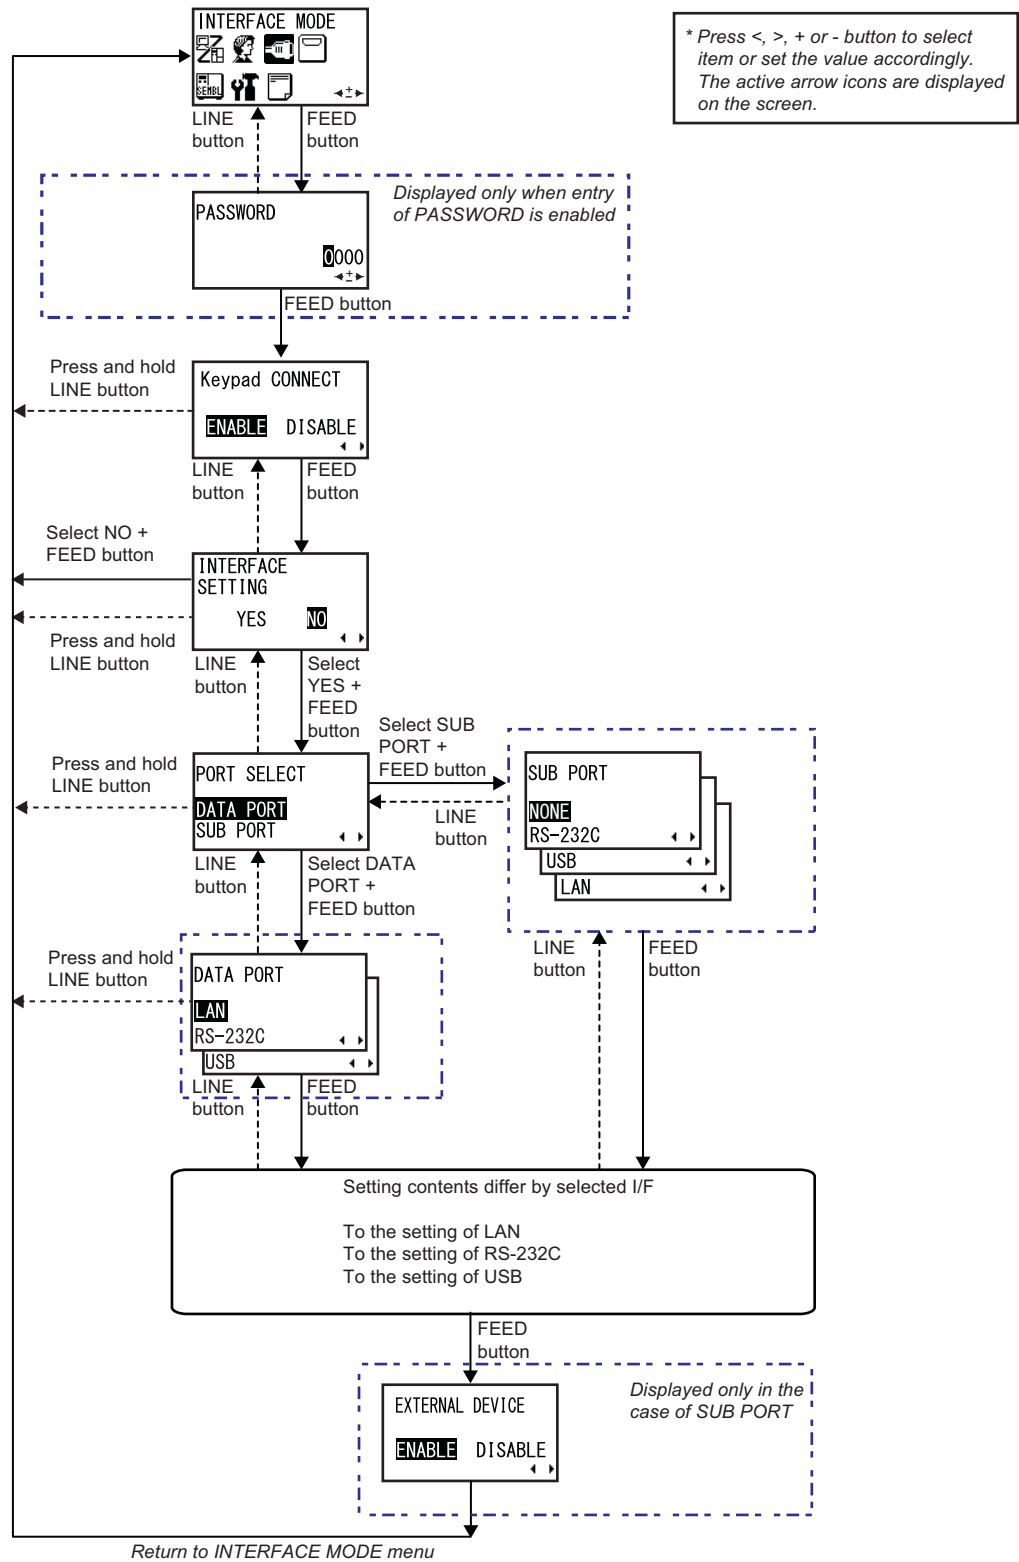 INTERFACE MODE
SEMBL
* Press <, >, + or - button to select
item or set the value accordingly.
The active arrow icons are displayed
on the screen.
LINE
button
FEED
button
Displayed only when entry
of PASSWORD is enabled
PASSWORD
0000
FEED button
Press and hold
LINE button
Keypad CONNECT
ENABLE DISABLE
LINE
button
FEED
button
Select NO +
FEED button
INTERFACE
SETTING
YES NO
Press and hold
LINE button
LINE
button
Select
YES +
FEED
button
Select SUB
PORT +
FEED button
Press and hold
LINE button
PORT SELECT
DATA PORT
SUB PORT
LINE
button
SUB PORT
NONE
RS-232C
USB
LAN
LINE
button
Select DATA
PORT +
FEED button
Press and hold
LINE button
DATA PORT
LAN
RS-232C
USB
LINE
button
FEED
button
LINE
button
FEED
button
Setting contents differ by selected I/F
To the setting of LAN
To the setting of RS-232C
To the setting of USB
FEED
button
Displayed only in the
case of SUB PORT
EXTERNAL DEVICE
ENABLE DISABLE
Return to INTERFACE MODE menu